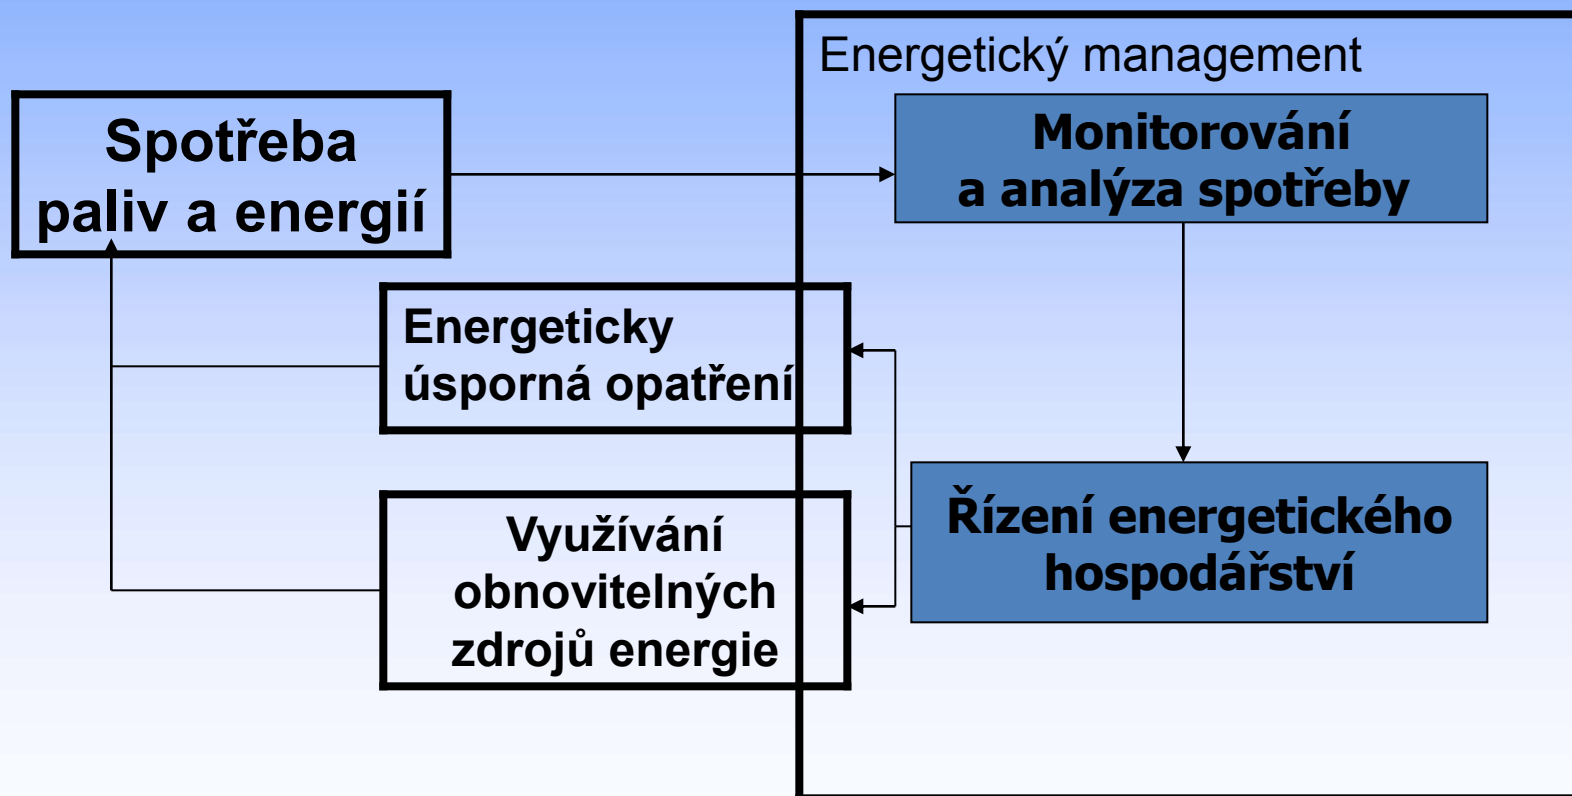 Energetický management
Spotřeba
paliv a energií
Monitorování
a analýza spotřeby
Energeticky
úsporná opatření
Využívání
obnovitelných
zdrojů energie
Řízení energetického
hospodářství